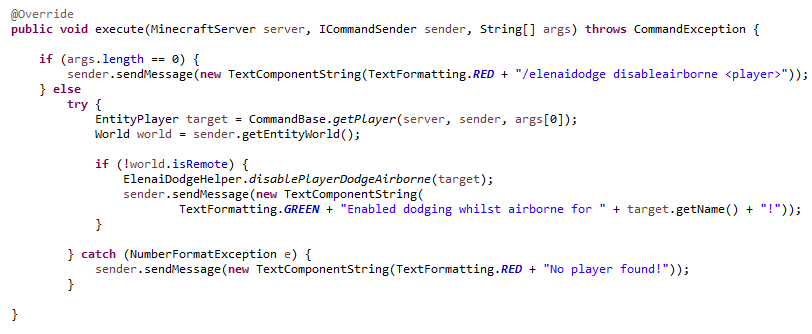 @Override
public void execute(MinecraftServer server, ICommandSender sender, String[] args) throws CommandException {
if (args.length == 0) {
sender.sendMessage(new TextComponentString(TextFormatting.RED + "/elenaidodge disableairborne <player>"));
} else
try {
EntityPlayer target = CommandBase.getPlayer(server, sender, args[0]);
World world = sender.getEntityWorld();
if (!world.isRemote) {
ElenaiDodgeHelper.disablePlayerDodgeAirborne(target);
sender.sendMessage(new TextComponentString(
TextFormatting.GREEN + "Enabled dodging whilst airborne for " + target.getName() + "!"));
}
} catch (NumberFormatException e) {
sender.sendMessage(new TextComponentString(TextFormatting.RED + "No player found!"));
}
}